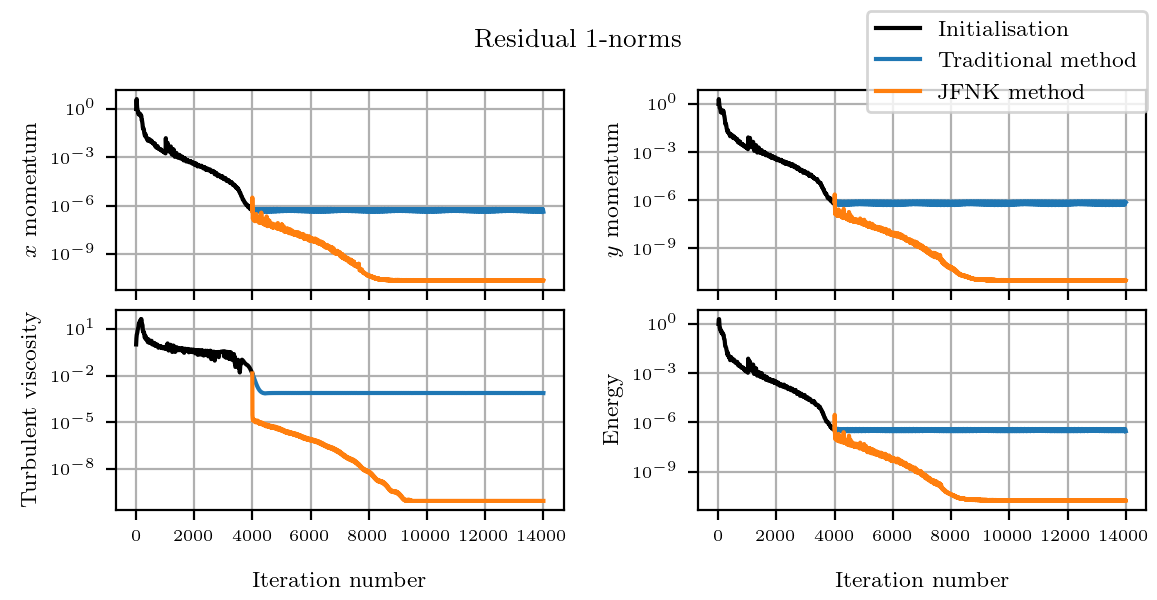 Residual 1-norms
Initialisation
Traditional method
JFNK method
x momentum
10^0
10^−3
10^−6
10^−9
y momentum
10^0
10^−3
10^−6
10^−9
Turbulent viscosity
10^1
10^−2
10^−5
10^−8
0 2000 4000 6000 8000 10000 12000 14000
Iteration number
Energy
10^0
10^−3
10^−6
10^−9
0 2000 4000 6000 8000 10000 12000 14000
Iteration number